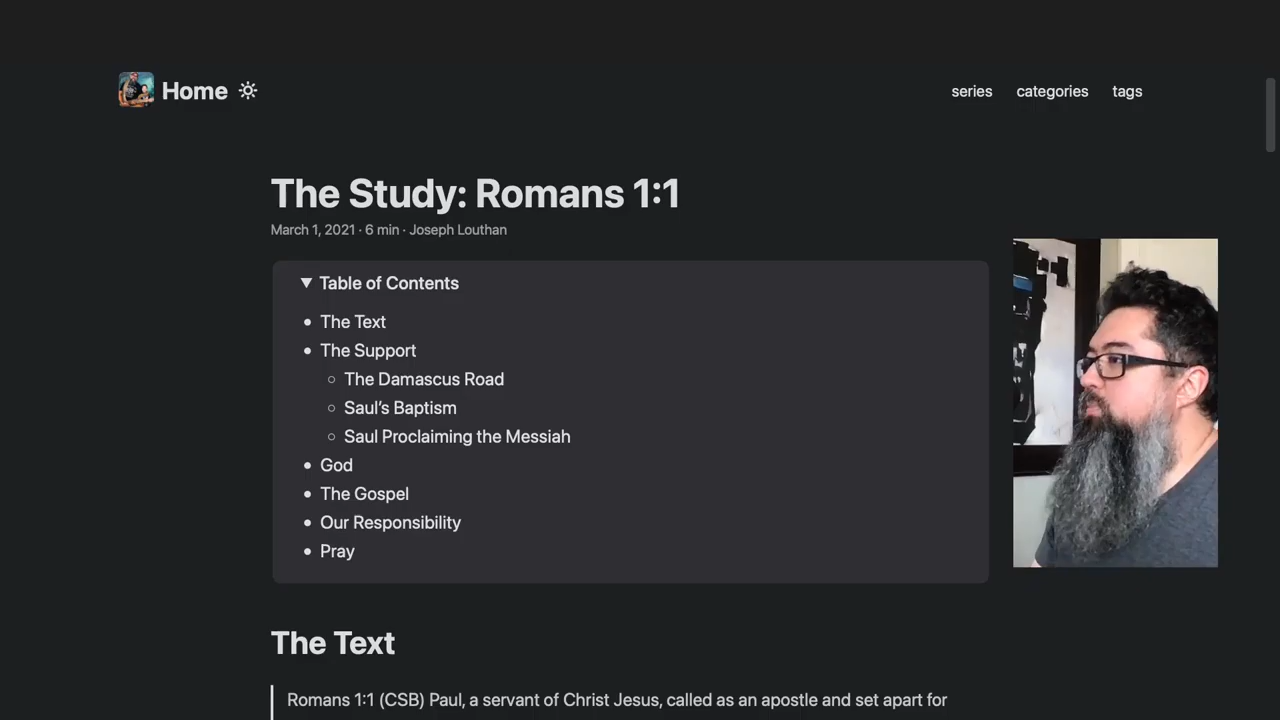 Home
series categories tags
The Study: Romans 1:1
March 1, 2021 · 6 min · Joseph Louthan
Table of Contents
The Text
The Support
The Damascus Road
Saul’s Baptism
Saul Proclaiming the Messiah
God
The Gospel
Our Responsibility
Pray
The Text
Romans 1:1 (CSB) Paul, a servant of Christ Jesus, called as an apostle and set apart for